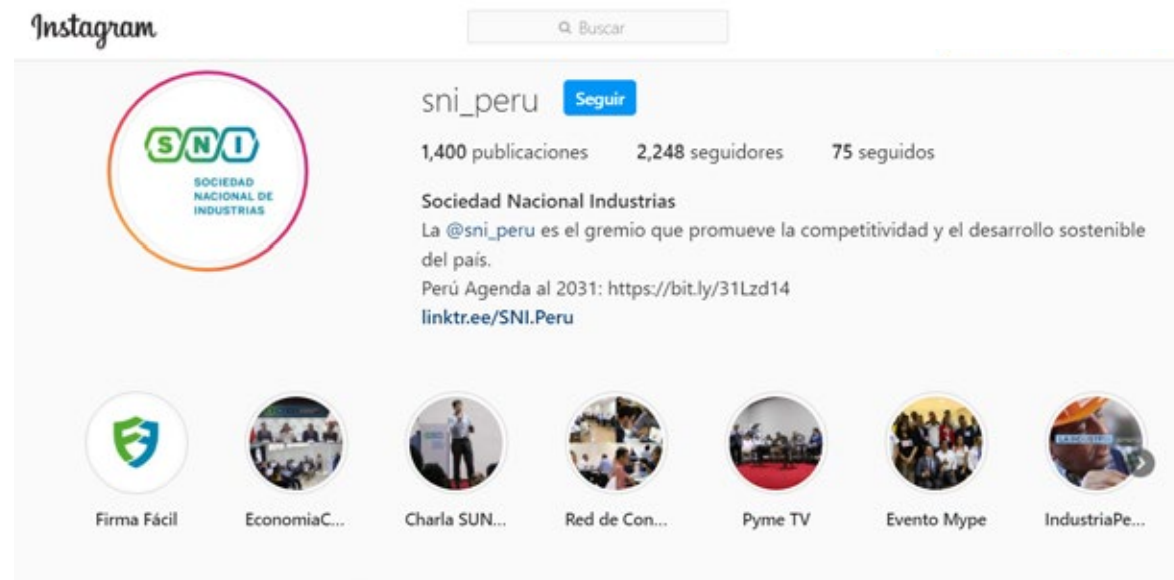 Instagram
Buscar
sni_peru Seguir
1,400 publicaciones 2,248 seguidores 75 seguidos
SNI
SOCIEDAD
NACIONAL DE
INDUSTRIAS
Sociedad Nacional Industrias
La @sni_peru es el gremio que promueve la competitividad y el desarrollo sostenible
del país.
Perú Agenda al 2031: https://bit.ly/31Lzd14
linktr.ee/SNI.Peru
LA INDUSTRIA
Firma Fácil EconomiaC... Charla SUN... Red de Con... Pyme TV Evento Mype IndustriaPe...